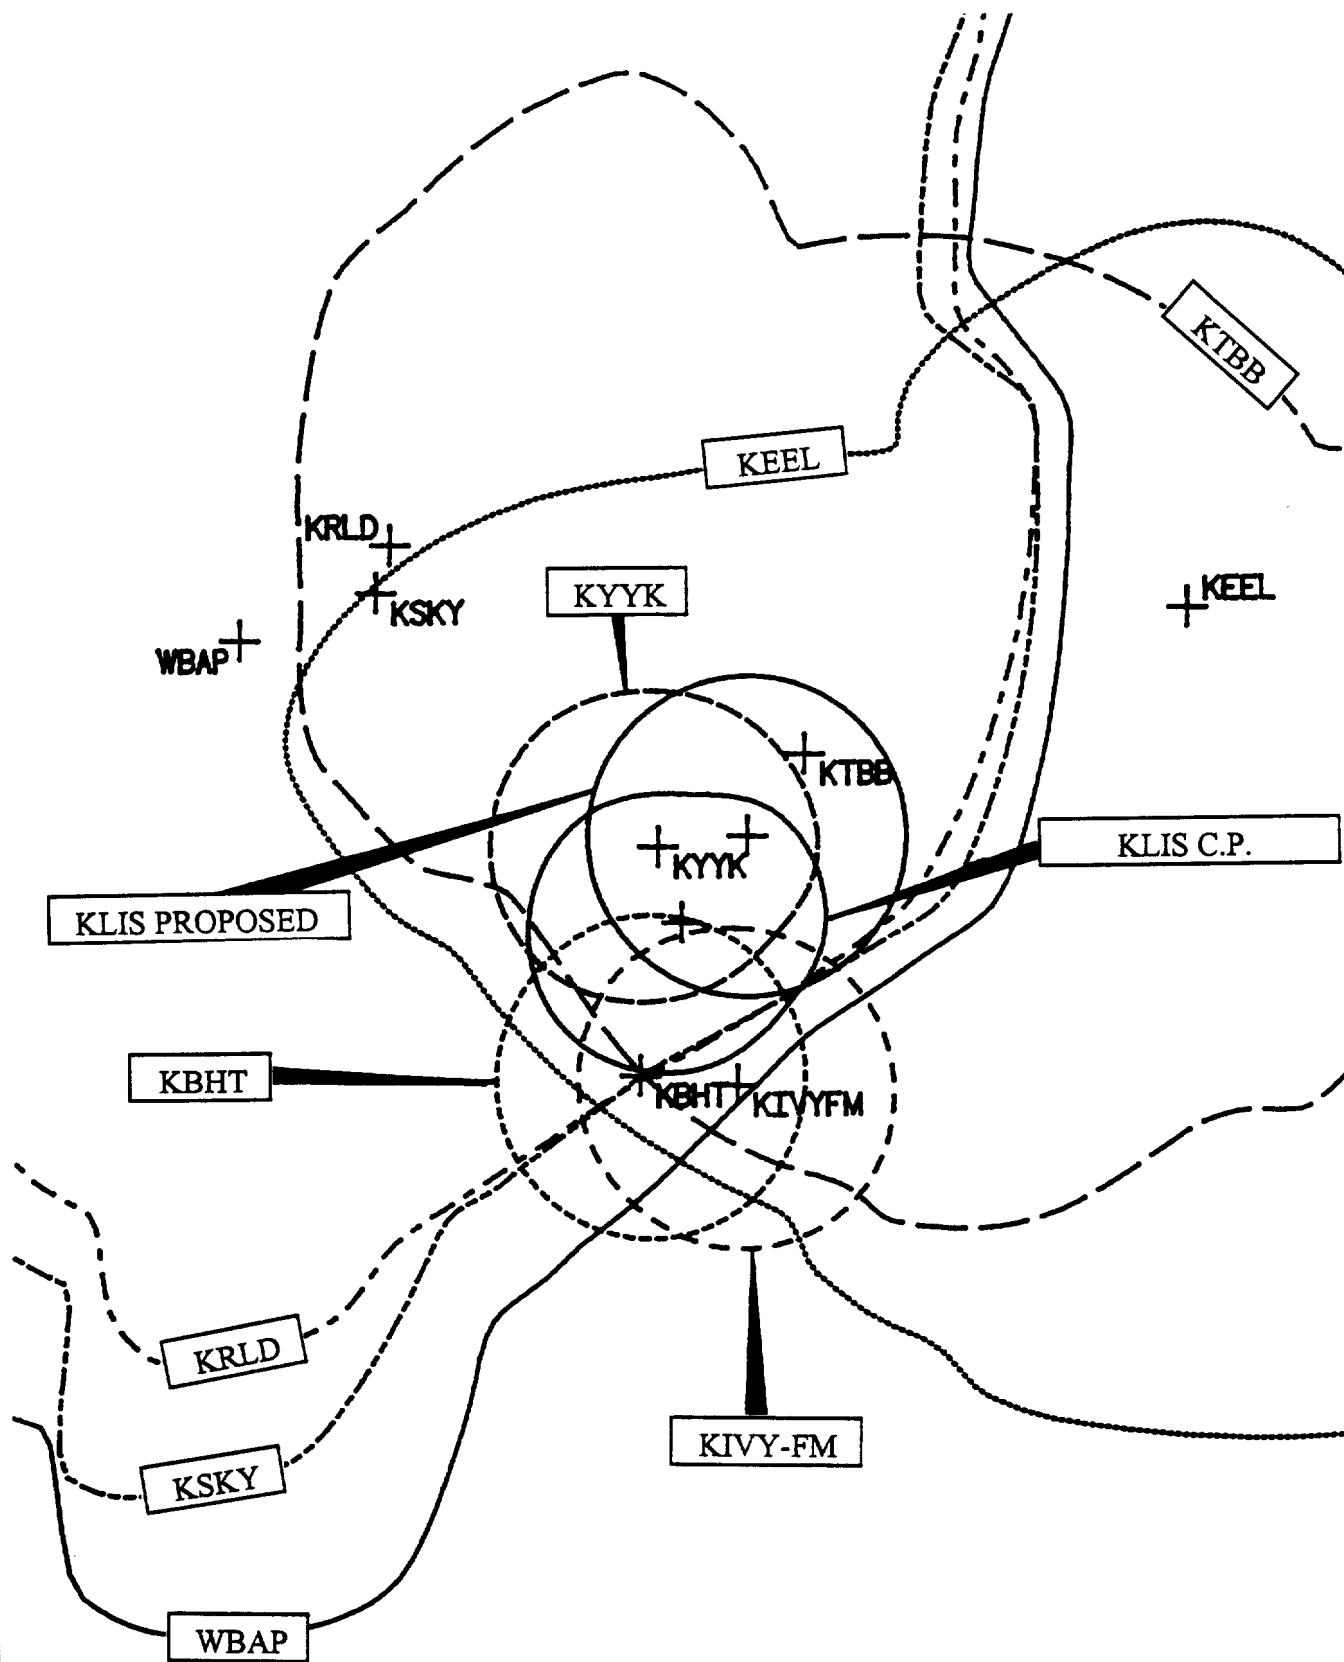 KTBB
KEEL
KRLD
KSKY
KYYK
KEEL
WBAP
KTBB
KLIS C.P.
KYYK
KLIS PROPOSED
KBHT
KBHT
KIVYFM
KRLD
KIVY-FM
KSKY
WBAP